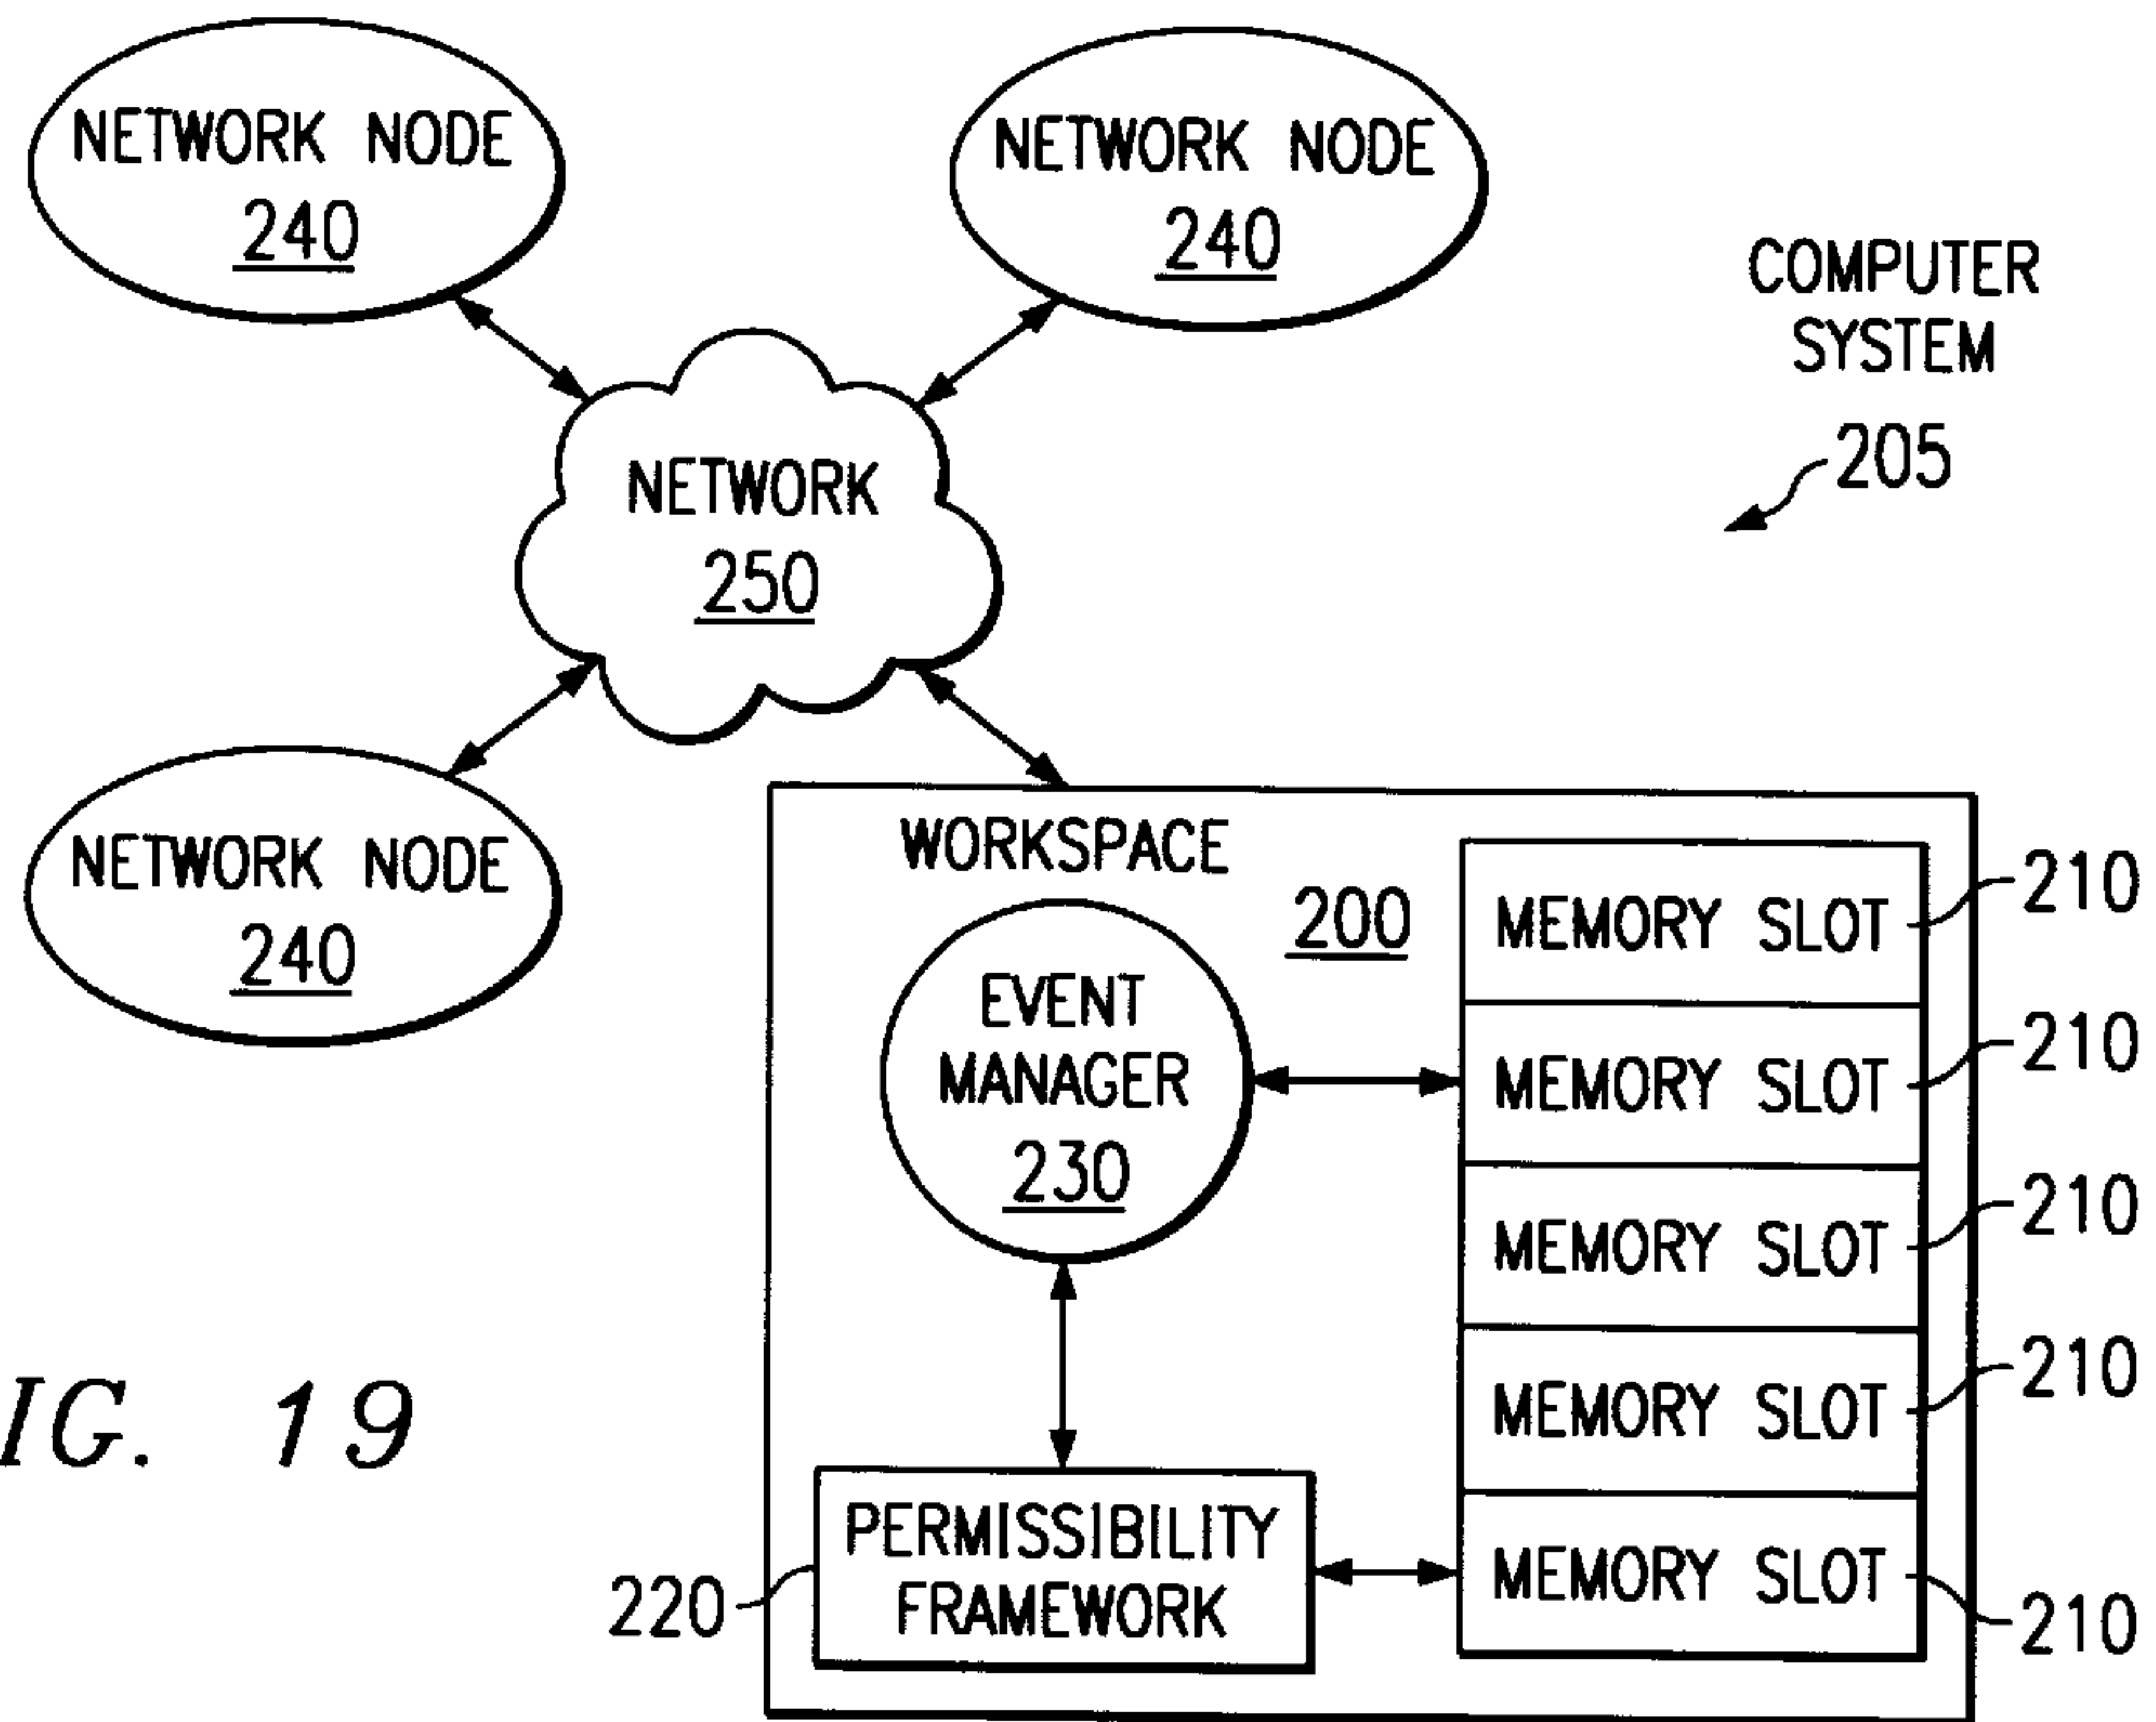 NETWORK NODE
240
NETWORK NODE
240
COMPUTER
SYSTEM
205
NETWORK
250
NETWORK NODE
240
WORKSPACE
200
EVENT
MANAGER
230
MEMORY SLOT
210
MEMORY SLOT
210
MEMORY SLOT
210
MEMORY SLOT
210
MEMORY SLOT
210
PERMISSIBILITY
FRAMEWORK
220
IG. 19